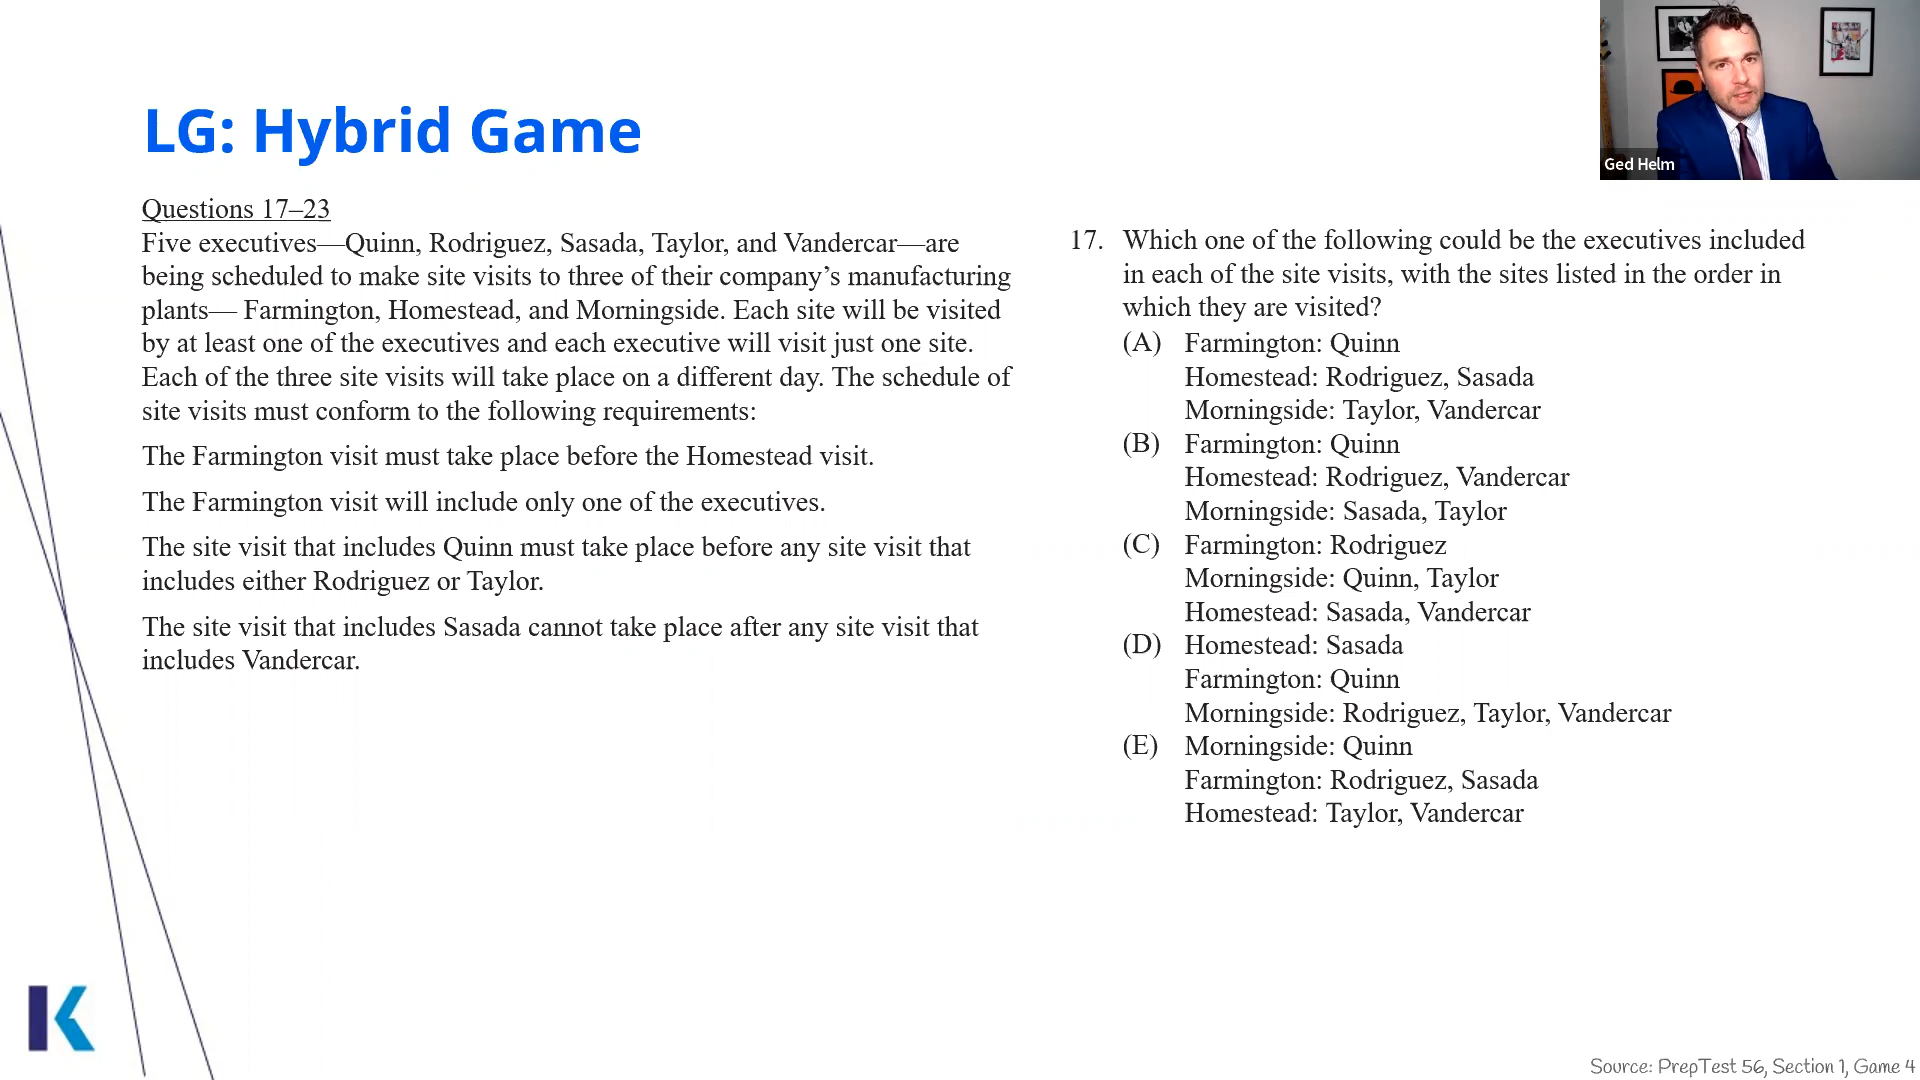 LG: Hybrid Game
Questions 17–23
Five executives—Quinn, Rodriguez, Sasada, Taylor, and Vandercar—are
being scheduled to make site visits to three of their company’s manufacturing
plants— Farmington, Homestead, and Morningside. Each site will be visited
by at least one of the executives and each executive will visit just one site.
Each of the three site visits will take place on a different day. The schedule of
site visits must conform to the following requirements:
The Farmington visit must take place before the Homestead visit.
The Farmington visit will include only one of the executives.
The site visit that includes Quinn must take place before any site visit that
includes either Rodriguez or Taylor.
The site visit that includes Sasada cannot take place after any site visit that
includes Vandercar.
17. Which one of the following could be the executives included
in each of the site visits, with the sites listed in the order in
which they are visited?
(A) Farmington: Quinn
Homestead: Rodriguez, Sasada
Morningside: Taylor, Vandercar
(B) Farmington: Quinn
Homestead: Rodriguez, Vandercar
Morningside: Sasada, Taylor
(C) Farmington: Rodriguez
Morningside: Quinn, Taylor
Homestead: Sasada, Vandercar
(D) Homestead: Sasada
Farmington: Quinn
Morningside: Rodriguez, Taylor, Vandercar
(E) Morningside: Quinn
Farmington: Rodriguez, Sasada
Homestead: Taylor, Vandercar
Ged Helm
K
Source: PrepTest 56, Section 1, Game 4